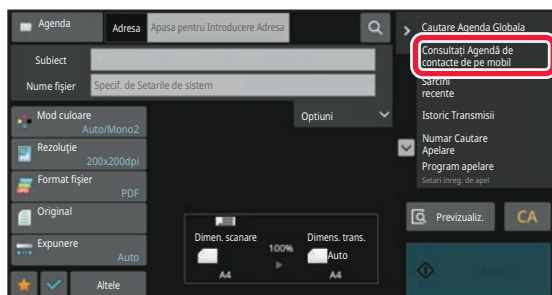 Agenda
Adresa
Apasa pentru Introducere Adresa
Subiect
Nume fișier
Specif. de Setarile de sistem
Optiuni
Mod culoare
Auto/Mono2
Rezoluție
200x200dpi
Format fișier
PDF
Original
Expunere
Auto
Altele
Dimen. scanare
100%
Dimens. trans.
Auto
A4
A4
Cautare Agenda Globala
Consultați Agendă de
contacte de pe mobil
Sarcini
recente
Istoric Transmisii
Numar Cautare
Apelare
Program apelare
Setari inreg. de apel
Previzualiz.
CA
Start